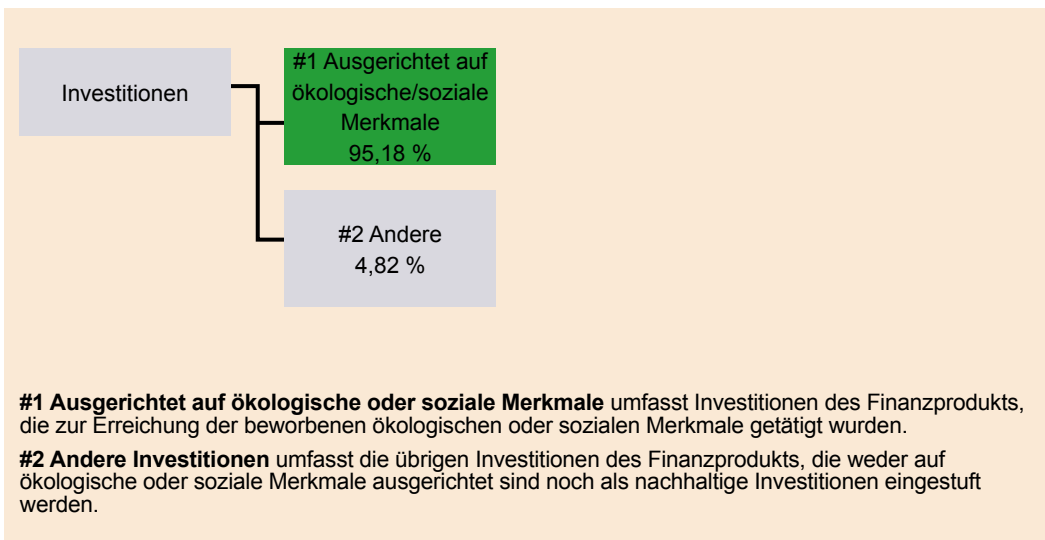 Investitionen
#1 Ausgerichtet auf
ökologische/soziale
Merkmale
95,18 %
#2 Andere
4,82 %
#1 Ausgerichtet auf ökologische oder soziale Merkmale umfasst Investitionen des Finanzprodukts,
die zur Erreichung der beworbenen ökologischen oder sozialen Merkmale getätigt wurden.
#2 Andere Investitionen umfasst die übrigen Investitionen des Finanzprodukts, die weder auf
ökologische oder soziale Merkmale ausgerichtet sind noch als nachhaltige Investitionen eingestuft
werden.